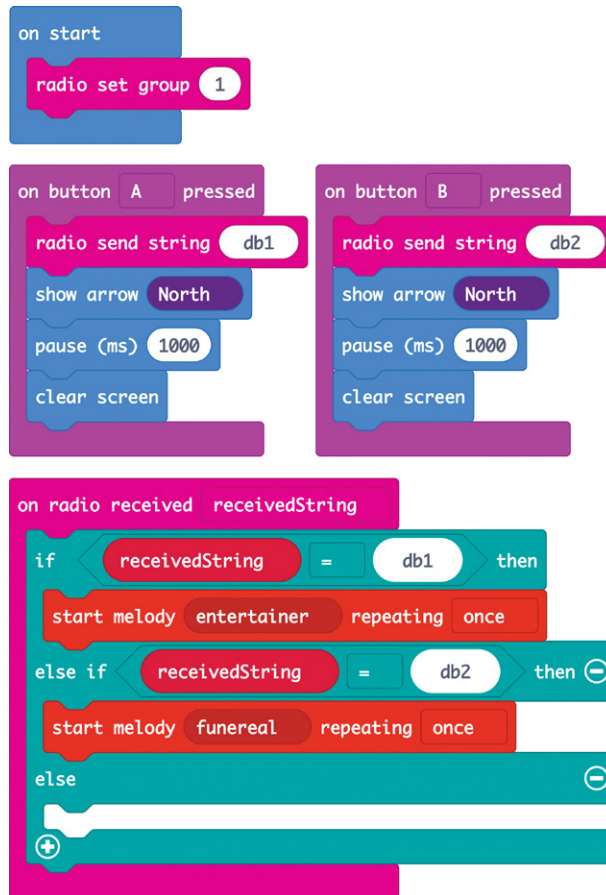 on start
radio set group 1
on button A pressed
radio send string db1
show arrow North
pause (ms) 1000
clear screen
on button B pressed
radio send string db2
show arrow North
pause (ms) 1000
clear screen
on radio received receivedString
if receivedString = db1 then
start melody entertainer repeating once
else if receivedString = db2 then
start melody funereal repeating once
else